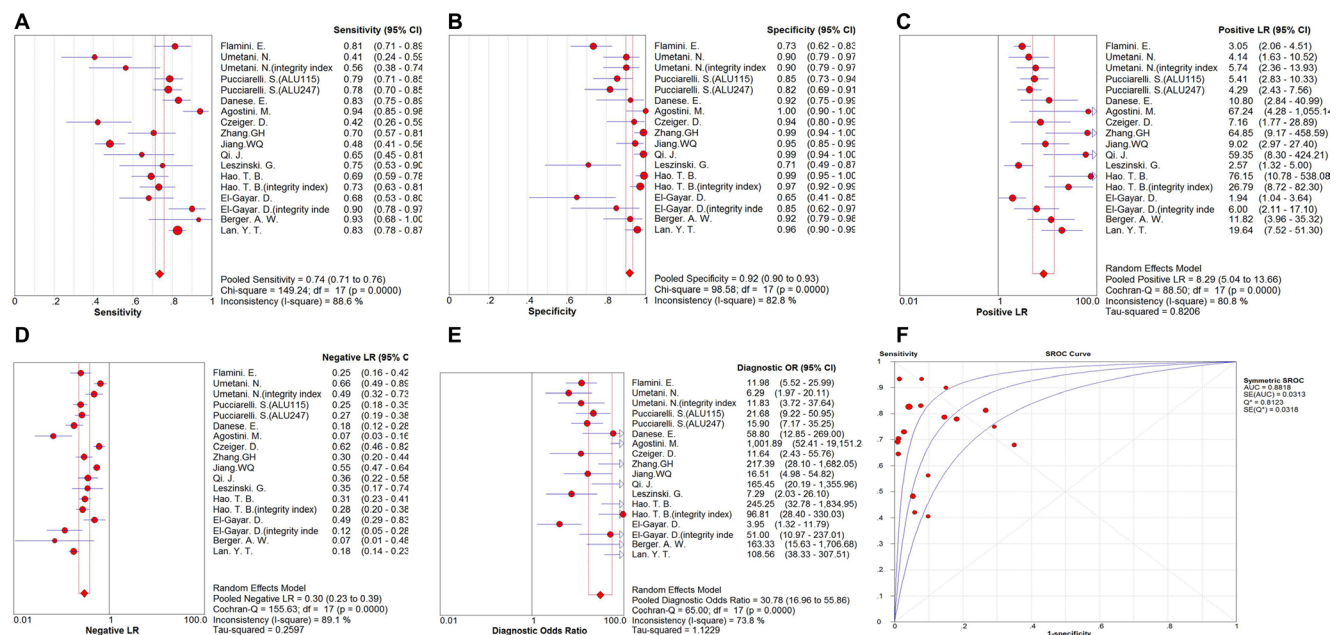 A
Sensitivity (95% CI)
Flamini. E. 0.81 (0.71 - 0.89
Umetani. N. 0.41 (0.24 - 0.59
Umetani. N.(integrity index 0.56 (0.38 - 0.74
Pucciarelli. S.(ALU115) 0.79 (0.71 - 0.85
Pucciarelli. S.(ALU247) 0.78 (0.70 - 0.85
Danese. E. 0.83 (0.75 - 0.89
Agostini. M. 0.94 (0.85 - 0.98
Czeiger. D. 0.42 (0.26 - 0.59
Zhang.GH 0.70 (0.57 - 0.81
Jiang.WQ 0.48 (0.41 - 0.56
Qi. J. 0.65 (0.45 - 0.81
Leszinski. G. 0.75 (0.53 - 0.90
Hao. T. B. 0.69 (0.59 - 0.78
Hao. T. B.(integrity index) 0.73 (0.63 - 0.81
El-Gayar. D. 0.68 (0.53 - 0.80
El-Gayar. D.(integrity inde 0.90 (0.78 - 0.97
Berger. A. W. 0.93 (0.68 - 1.00
Lan. Y. T. 0.83 (0.78 - 0.87
Pooled Sensitivity = 0.74 (0.71 to 0.76)
Chi-square = 149.24; df = 17 (p = 0.0000)
Inconsistency (I-square) = 88.6 %
0 .2 .4 .6 .8 1
Sensitivity
B
Specificity (95% CI)
Flamini. E. 0.73 (0.62 - 0.83
Umetani. N. 0.90 (0.79 - 0.97
Umetani. N.(integrity index 0.90 (0.79 - 0.97
Pucciarelli. S.(ALU115) 0.85 (0.73 - 0.94
Pucciarelli. S.(ALU247) 0.82 (0.69 - 0.91
Danese. E. 0.92 (0.75 - 0.99
Agostini. M. 1.00 (0.90 - 1.00
Czeiger. D. 0.94 (0.80 - 0.99
Zhang.GH 0.99 (0.94 - 1.00
Jiang.WQ 0.95 (0.85 - 0.99
Qi. J. 0.99 (0.94 - 1.00
Leszinski. G. 0.71 (0.49 - 0.87
Hao. T. B. 0.99 (0.95 - 1.00
Hao. T. B.(integrity index) 0.97 (0.92 - 0.99
El-Gayar. D. 0.65 (0.41 - 0.85
El-Gayar. D.(integrity inde 0.85 (0.62 - 0.97
Berger. A. W. 0.92 (0.79 - 0.98
Lan. Y. T. 0.96 (0.90 - 0.99
Pooled Specificity = 0.92 (0.90 to 0.93)
Chi-square = 98.58; df = 17 (p = 0.0000)
Inconsistency (I-square) = 82.8 %
0 .2 .4 .6 .8 1
Specificity
C
Positive LR (95% CI)
Flamini. E. 3.05 (2.06 - 4.51)
Umetani. N. 4.14 (1.63 - 10.52)
Umetani. N.(integrity index 5.74 (2.36 - 13.93)
Pucciarelli. S.(ALU115) 5.41 (2.83 - 10.33)
Pucciarelli. S.(ALU247) 4.29 (2.43 - 7.56)
Danese. E. 10.80 (2.84 - 40.99)
Agostini. M. 67.24 (4.28 - 1,055.14
Czeiger. D. 7.16 (1.77 - 28.89)
Zhang.GH 64.85 (9.17 - 458.59)
Jiang.WQ 9.02 (2.97 - 27.40)
Qi. J. 59.35 (8.30 - 424.21)
Leszinski. G. 2.57 (1.32 - 5.00)
Hao. T. B. 76.15 (10.78 - 538.08
Hao. T. B.(integrity index) 26.79 (8.72 - 82.30)
El-Gayar. D. 1.94 (1.04 - 3.64)
El-Gayar. D.(integrity inde 6.00 (2.11 - 17.10)
Berger. A. W. 11.82 (3.96 - 35.32)
Lan. Y. T. 19.64 (7.52 - 51.30)
Random Effects Model
Pooled Positive LR = 8.29 (5.04 to 13.66)
Cochran-Q = 88.50; df = 17 (p = 0.0000)
Inconsistency (I-square) = 80.8 %
Tau-squared = 0.8206
0.01 1 100.0
Positive LR
D
Negative LR (95% C
Flamini. E. 0.25 (0.16 - 0.42
Umetani. N. 0.66 (0.49 - 0.89
Umetani. N.(integrity index 0.49 (0.32 - 0.73
Pucciarelli. S.(ALU115) 0.25 (0.18 - 0.35
Pucciarelli. S.(ALU247) 0.27 (0.19 - 0.38
Danese. E. 0.18 (0.12 - 0.28
Agostini. M. 0.07 (0.03 - 0.16
Czeiger. D. 0.62 (0.46 - 0.82
Zhang.GH 0.30 (0.20 - 0.44
Jiang.WQ 0.55 (0.47 - 0.64
Qi. J. 0.36 (0.22 - 0.58
Leszinski. G. 0.35 (0.17 - 0.74
Hao. T. B. 0.31 (0.23 - 0.41
Hao. T. B.(integrity index) 0.28 (0.20 - 0.38
El-Gayar. D. 0.49 (0.29 - 0.83
El-Gayar. D.(integrity inde 0.12 (0.05 - 0.28
Berger. A. W. 0.07 (0.01 - 0.48
Lan. Y. T. 0.18 (0.14 - 0.23
Random Effects Model
Pooled Negative LR = 0.30 (0.23 to 0.39)
Cochran-Q = 155.63; df = 17 (p = 0.0000)
Inconsistency (I-square) = 89.1 %
Tau-squared = 0.2597
0.01 1 100.0
Negative LR
E
Diagnostic OR (95% CI)
Flamini. E. 11.98 (5.52 - 25.99)
Umetani. N. 6.29 (1.97 - 20.11)
Umetani. N.(integrity index 11.83 (3.72 - 37.64)
Pucciarelli. S.(ALU115) 21.68 (9.22 - 50.95)
Pucciarelli. S.(ALU247) 15.90 (7.17 - 35.25)
Danese. E. 58.80 (12.85 - 269.00)
Agostini. M. 1,001.89 (52.41 - 19,151.2
Czeiger. D. 11.64 (2.43 - 55.76)
Zhang.GH 217.39 (28.10 - 1,682.05)
Jiang.WQ 16.51 (4.98 - 54.82)
Qi. J. 165.45 (20.19 - 1,355.96)
Leszinski. G. 7.29 (2.03 - 26.10)
Hao. T. B. 245.25 (32.78 - 1,834.95)
Hao. T. B.(integrity index) 96.81 (28.40 - 330.03)
El-Gayar. D. 3.95 (1.32 - 11.79)
El-Gayar. D.(integrity inde 51.00 (10.97 - 237.01)
Berger. A. W. 163.33 (15.63 - 1,706.68)
Lan. Y. T. 108.56 (38.33 - 307.51)
Random Effects Model
Pooled Diagnostic Odds Ratio = 30.78 (16.96 to 55.86)
Cochran-Q = 65.00; df = 17 (p = 0.0000)
Inconsistency (I-square) = 73.8 %
Tau-squared = 1.1229
0.01 1 100.0
Diagnostic Odds Ratio
F
Sensitivity SROC Curve
1
.9
.8
.7
.6
.5
.4
.3
.2
.1
0
0 .2 .4 .6 .8 1
1-specificity
Symmetric SROC
AUC = 0.8818
SE(AUC) = 0.0313
Q* = 0.8123
SE(Q*) = 0.0318